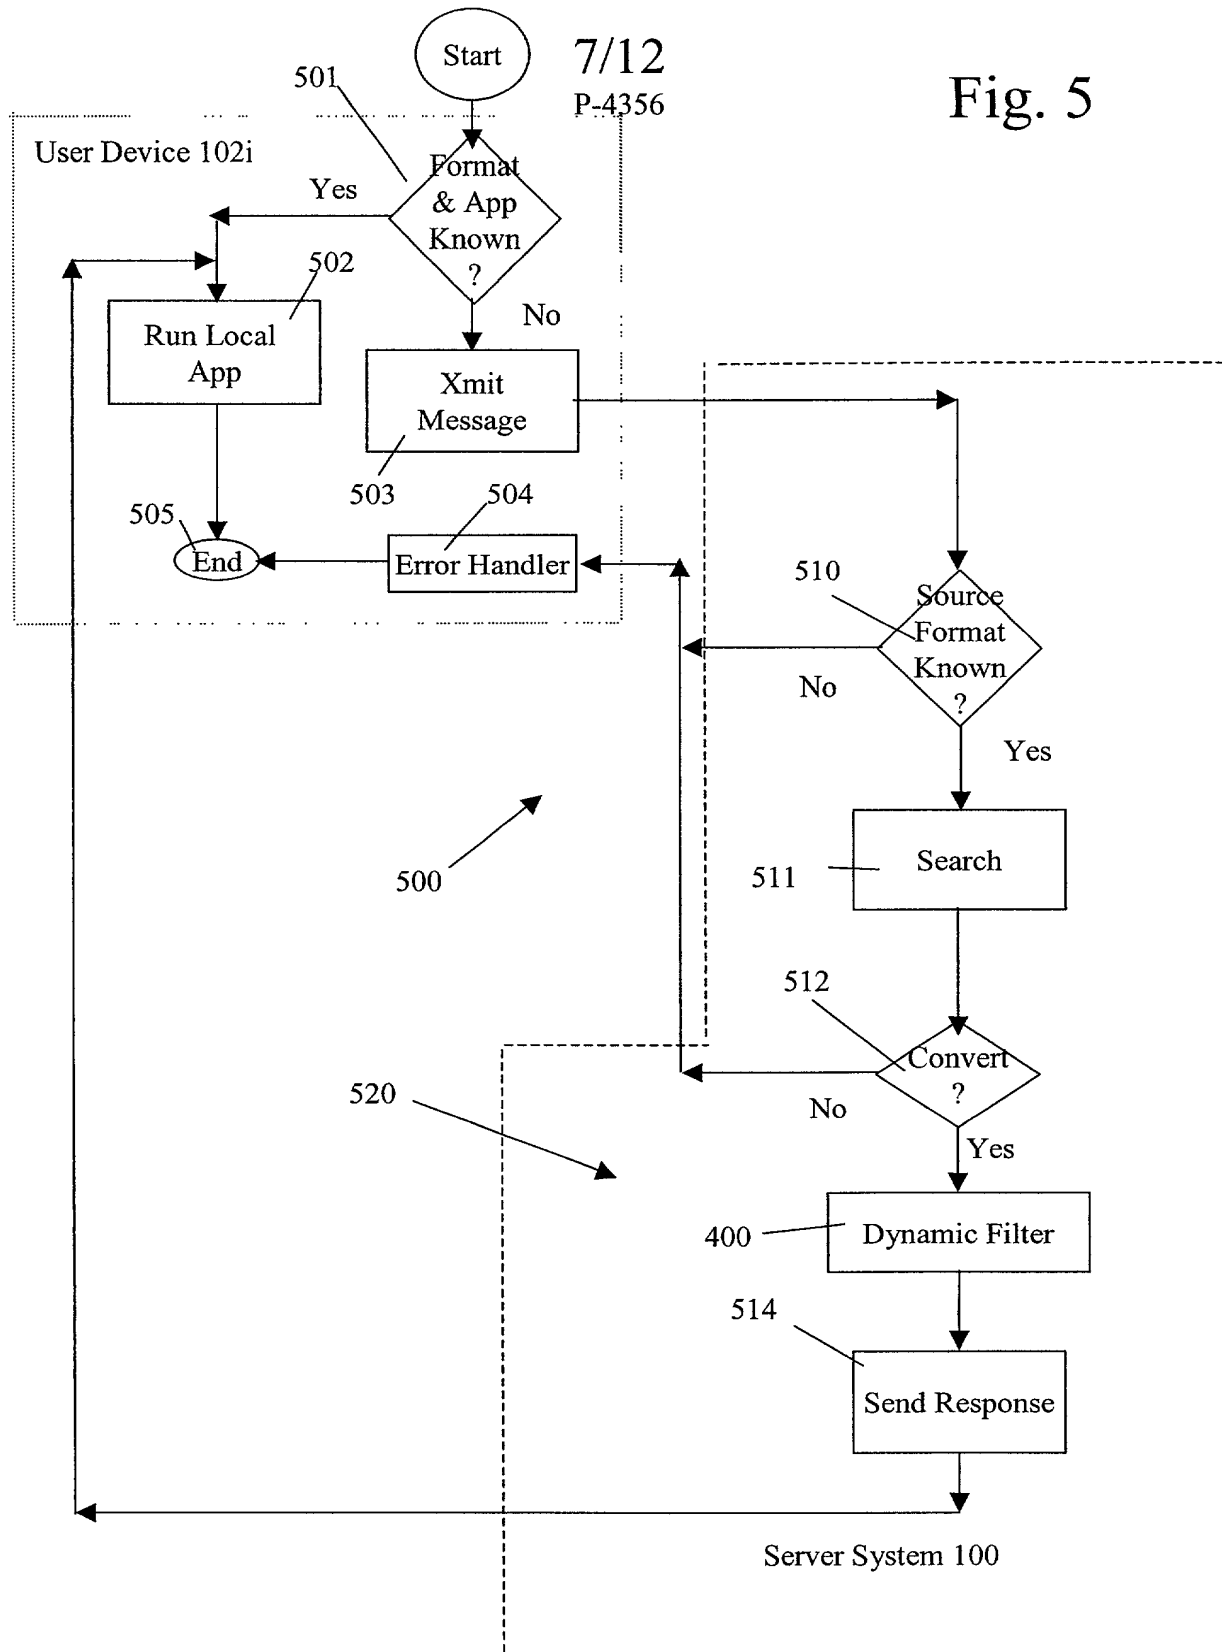 Start
7/12
P-4356
Fig. 5
501
User Device 102i
Yes
Format
& App
Known
?
502
No
Run Local
App
Xmit
Message
503
504
505
End
Error Handler
510
Source
Format
Known
?
No
Yes
500
511
Search
512
Convert
?
520
No
Yes
400
Dynamic Filter
514
Send Response
Server System 100